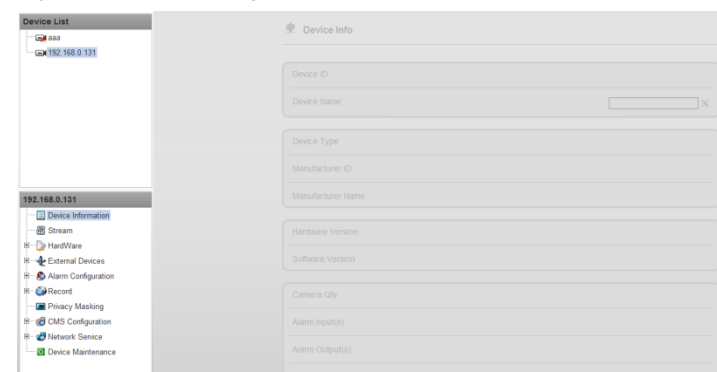 Device List
aaa
192.168.0.131
192.168.0.131
Device Information
Stream
HardWare
External Devices
Alarm Configuration
Record
Privacy Masking
CMS Configuration
Network Service
Device Maintenance
Device Info
Device ID
Device Name
Device Type
Manufacturer ID
Manufacturer Name
Hardware Version
Software Version
Camera Qty
Alarm Input(s)
Alarm Output(s)